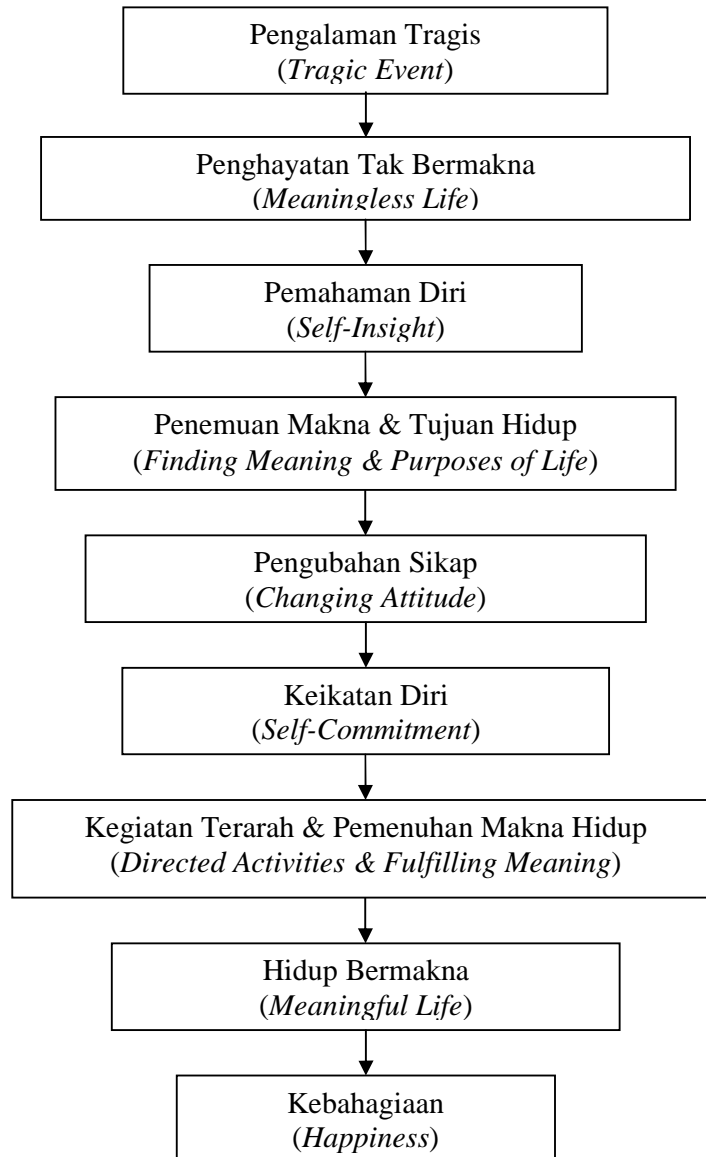 Pengalaman Tragis
(Tragic Event)
Penghayatan Tak Bermakna
(Meaningless Life)
Pemahaman Diri
(Self-Insight)
Penemuan Makna & Tujuan Hidup
(Finding Meaning & Purposes of Life)
Pengubahan Sikap
(Changing Attitude)
Keikatan Diri
(Self-Commitment)
Kegiatan Terarah & Pemenuhan Makna Hidup
(Directed Activities & Fulfilling Meaning)
Hidup Bermakna
(Meaningful Life)
Kebahagiaan
(Happiness)